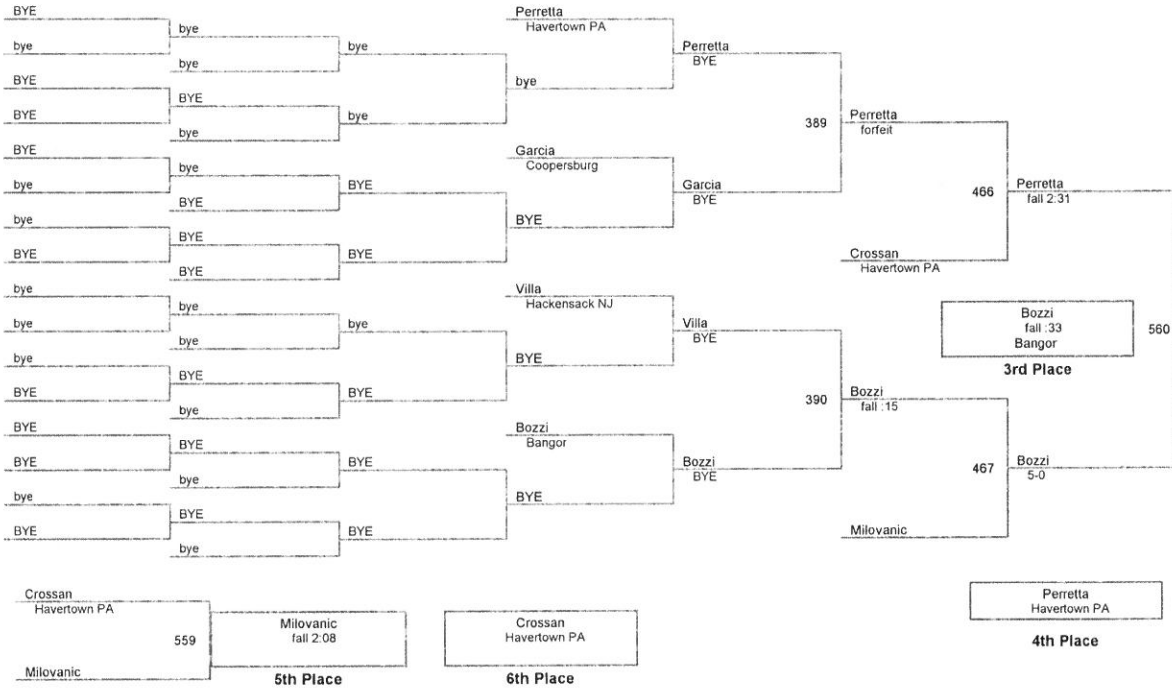 BYE
bye
BYE
BYE
BYE
bye
bye
BYE
bye
bye
bye
BYE
BYE
BYE
bye
BYE
bye
bye
BYE
bye
bye
BYE
BYE
BYE
bye
bye
BYE
bye
BYE
bye
BYE
bye
bye
bye
BYE
BYE
bye
BYE
BYE
BYE
Perretta
Havertown PA
bye
Garcia
Coopersburg
BYE
Villa
Hackensack NJ
BYE
Bozzi
Bangor
BYE
Perretta
BYE
389
Garcia
BYE
Villa
BYE
390
Bozzi
BYE
Perretta
forfeit
466
Crossan
Havertown PA
Bozzi
fall :15
467
Milovanic
Perretta
fall 2:31
Bozzi
fall :33
Bangor
3rd Place
560
Bozzi
5-0
Crossan
Havertown PA
559
Milovanic
Milovanic
fall 2:08
5th Place
Crossan
Havertown PA
6th Place
Perretta
Havertown PA
4th Place